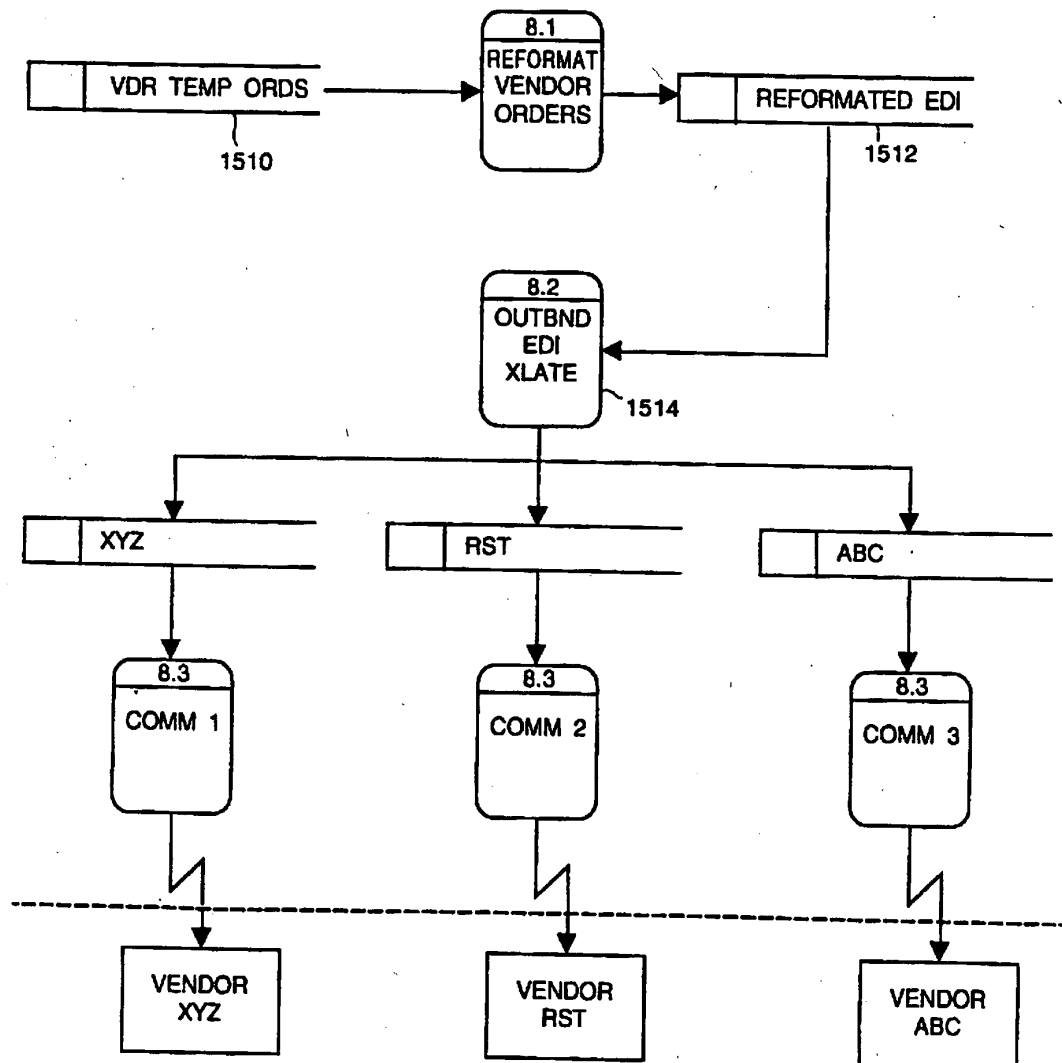 8.1
REFORMAT
VENDOR
ORDERS
VDR TEMP ORDS
REFORMATED EDI
1510
1512
8.2
OUTBND
EDI
XLATE
1514
XYZ
RST
ABC
8.3
COMM 1
8.3
COMM 2
8.3
COMM 3
VENDOR
XYZ
VENDOR
RST
VENDOR
ABC